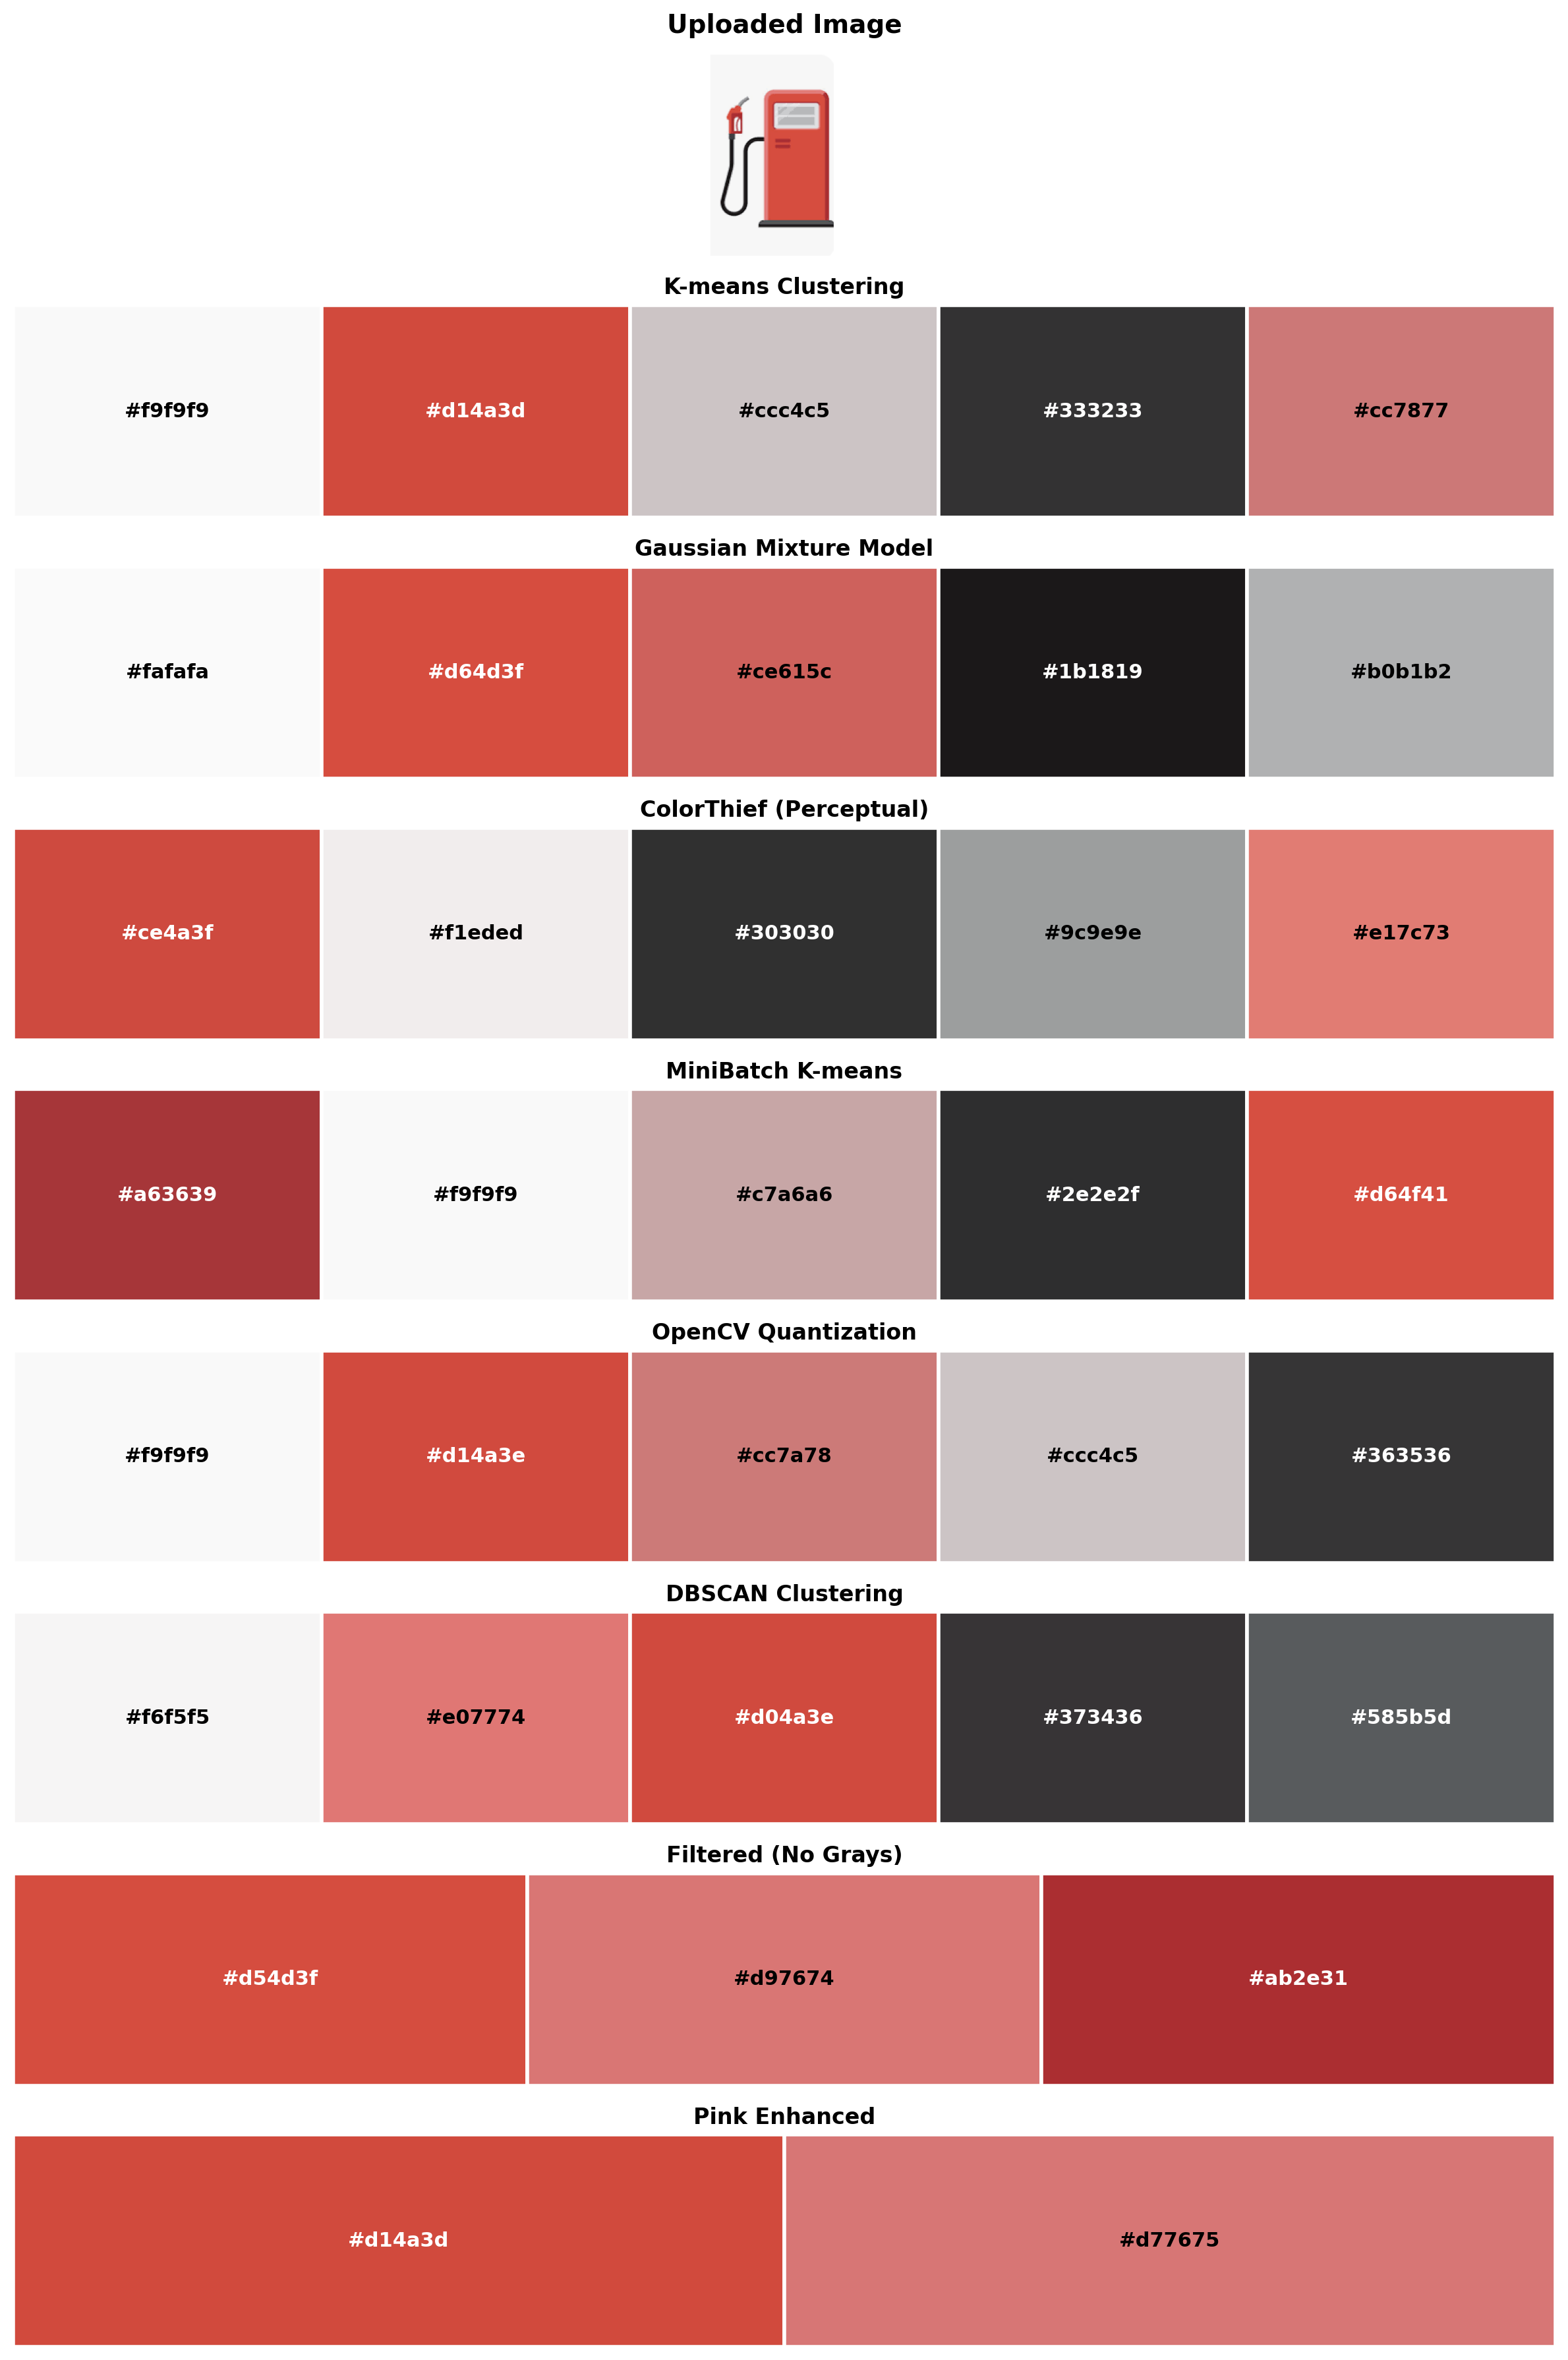 Uploaded Image
K-means Clustering
#f9f9f9 #d14a3d #ccc4c5 #333233 #cc7877
Gaussian Mixture Model
#fafafa #d64d3f #ce615c #1b1819 #b0b1b2
ColorThief (Perceptual)
#ce4a3f #f1eded #303030 #9c9e9e #e17c73
MiniBatch K-means
#a63639 #f9f9f9 #c7a6a6 #2e2e2f #d64f41
OpenCV Quantization
#f9f9f9 #d14a3e #cc7a78 #ccc4c5 #363536
DBSCAN Clustering
#f6f5f5 #e07774 #d04a3e #373436 #585b5d
Filtered (No Grays)
#d54d3f #d97674 #ab2e31
Pink Enhanced
#d14a3d #d77675